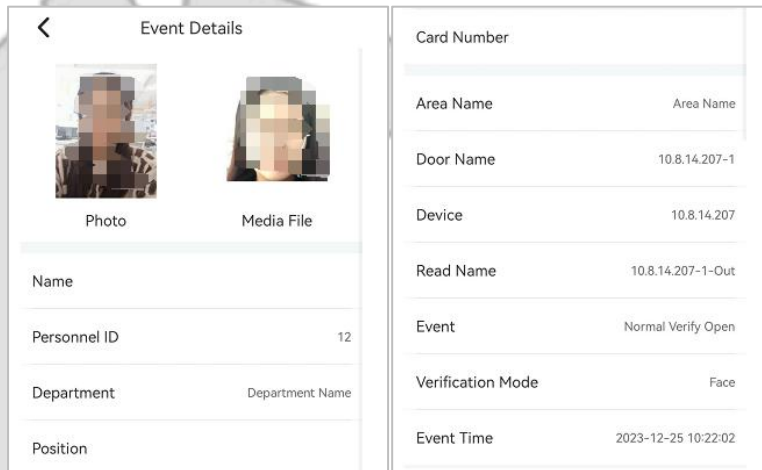 Event Details
Photo
Media File
Name
Personnel ID 12
Department Department Name
Position
Card Number
Area Name Area Name
Door Name 10.8.14.207-1
Device 10.8.14.207
Read Name 10.8.14.207-1-Out
Event Normal Verify Open
Verification Mode Face
Event Time 2023-12-25 10:22:02